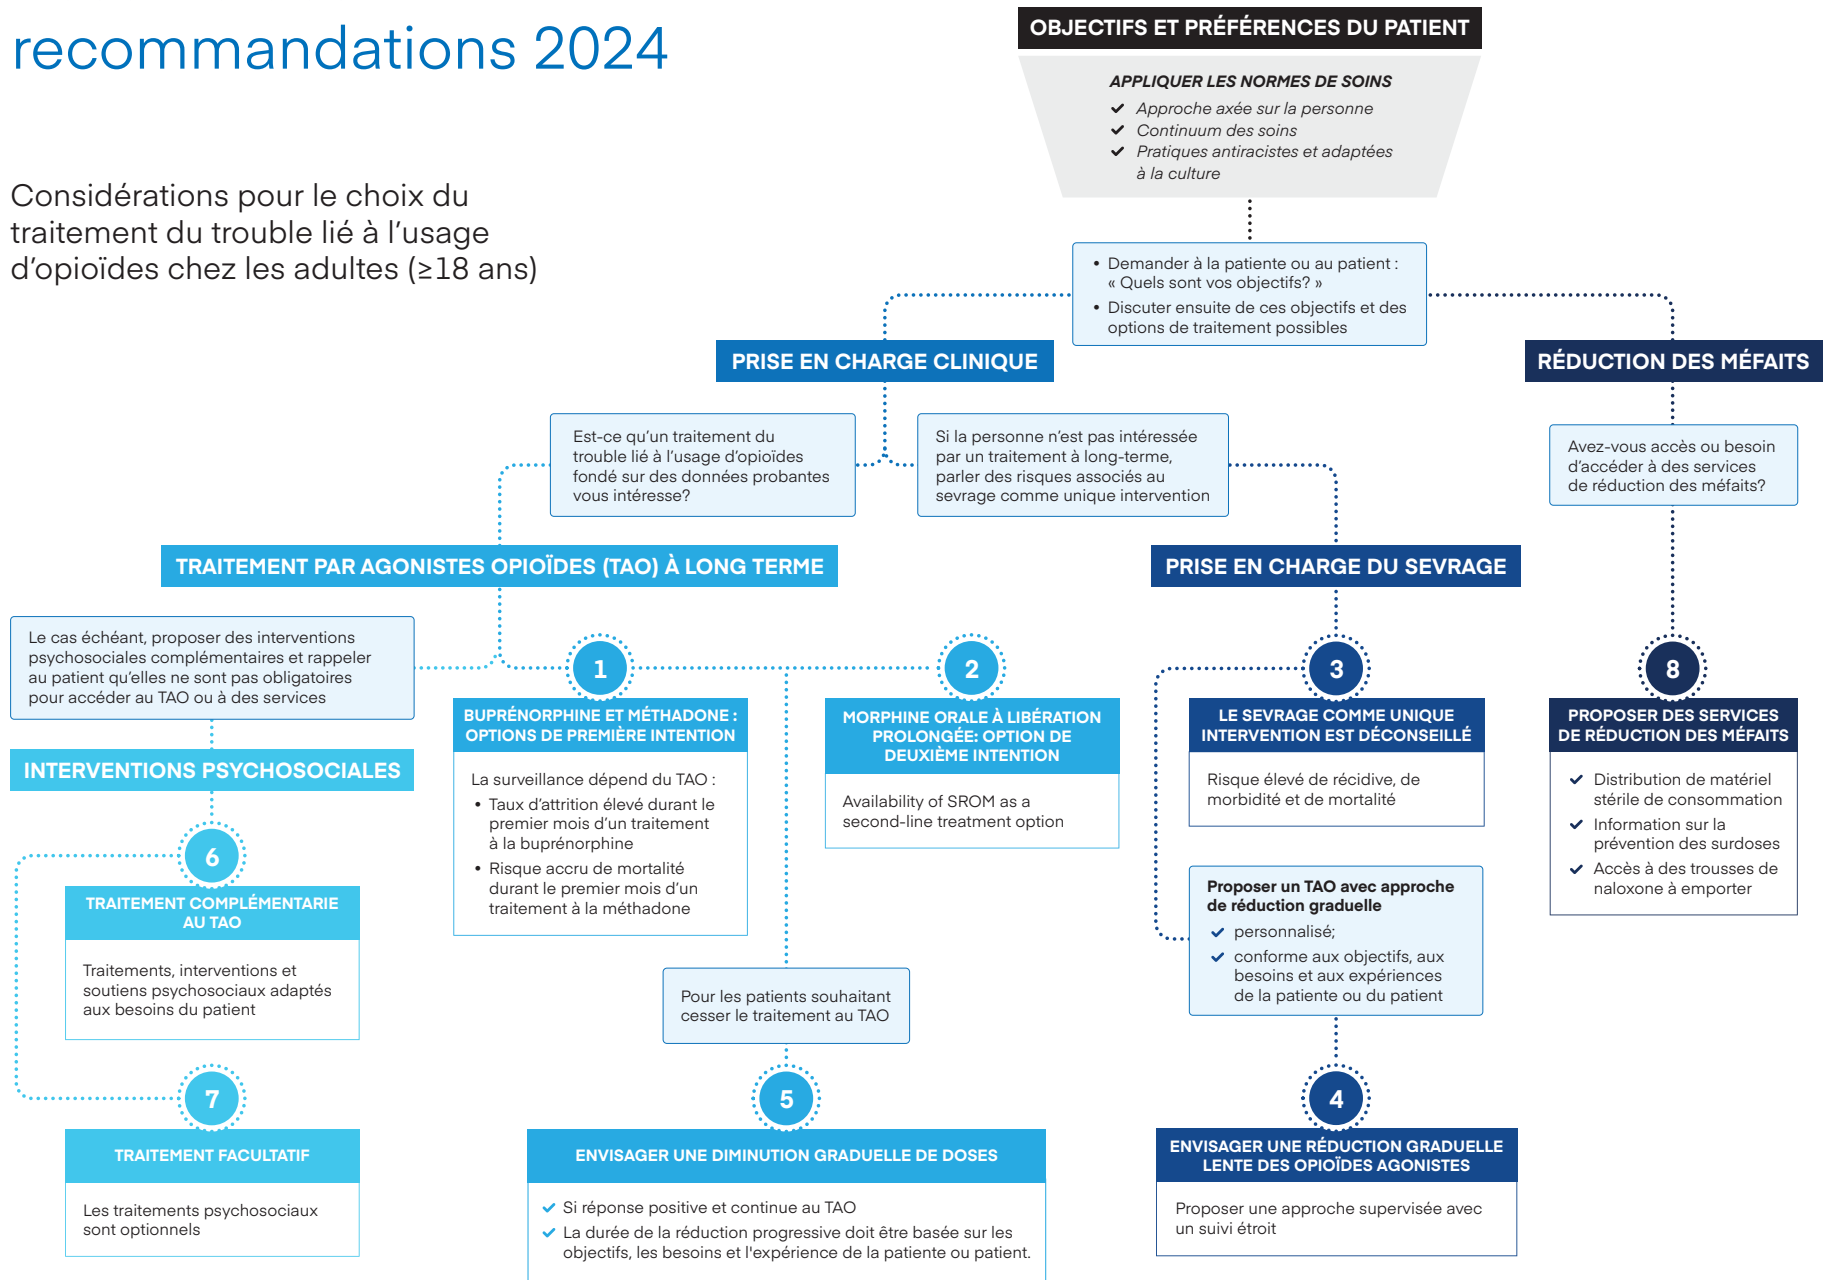 recommandations 2024
Considérations pour le choix du
traitement du trouble lié à l'usage
d'opioïdes chez les adultes (≥18 ans)
OBJECTIFS ET PRÉFÉRENCES DU PATIENT
APPLIQUER LES NORMES DE SOINS
✓ Approche axée sur la personne
✓ Continuum des soins
✓ Pratiques antiracistes et adaptées
à la culture
• Demander à la patiente ou au patient :
« Quels sont vos objectifs? »
• Discuter ensuite de ces objectifs et des
options de traitement possibles
PRISE EN CHARGE CLINIQUE
RÉDUCTION DES MÉFAITS
Est-ce qu'un traitement du
trouble lié à l'usage d'opioïdes
fondé sur des données probantes
vous intéresse?
Si la personne n'est pas intéressée
par un traitement à long-terme,
parler des risques associés au
sevrage comme unique intervention
Avez-vous accès ou besoin
d'accéder à des services
de réduction des méfaits?
TRAITEMENT PAR AGONISTES OPIOÏDES (TAO) À LONG TERME
PRISE EN CHARGE DU SEVRAGE
Le cas échéant, proposer des interventions
psychosociales complémentaires et rappeler
au patient qu'elles ne sont pas obligatoires
pour accéder au TAO ou à des services
INTERVENTIONS PSYCHOSOCIALES
1
BUPRÉNORPHINE ET MÉTHADONE :
OPTIONS DE PREMIÈRE INTENTION
La surveillance dépend du TAO :
• Taux d'attrition élevé durant le
premier mois d'un traitement
à la buprénorphine
• Risque accru de mortalité
durant le premier mois d'un
traitement à la méthadone
2
MORPHINE ORALE À LIBÉRATION
PROLONGÉE: OPTION DE
DEUXIÈME INTENTION
Availability of SROM as a
second-line treatment option
3
LE SEVRAGE COMME UNIQUE
INTERVENTION EST DÉCONSEILLÉ
Risque élevé de récidive, de
morbidité et de mortalité
8
PROPOSER DES SERVICES
DE RÉDUCTION DES MÉFAITS
✓ Distribution de matériel
stérile de consommation
✓ Information sur la
prévention des surdoses
✓ Accès à des trousses de
naloxone à emporter
6
TRAITEMENT COMPLÉMENTARIE
AU TAO
Traitements, interventions et
soutiens psychosociaux adaptés
aux besoins du patient
Proposer un TAO avec approche
de réduction graduelle
✓ personnalisé;
✓ conforme aux objectifs, aux
besoins et aux expériences
de la patiente ou du patient
Pour les patients souhaitant
cesser le traitement au TAO
7
TRAITEMENT FACULTATIF
Les traitements psychosociaux
sont optionnels
5
ENVISAGER UNE DIMINUTION GRADUELLE DE DOSES
✓ Si réponse positive et continue au TAO
✓ La durée de la réduction progressive doit être basée sur les
objectifs, les besoins et l'expérience de la patiente ou patient.
4
ENVISAGER UNE RÉDUCTION GRADUELLE
LENTE DES OPIOÏDES AGONISTES
Proposer une approche supervisée avec
un suivi étroit